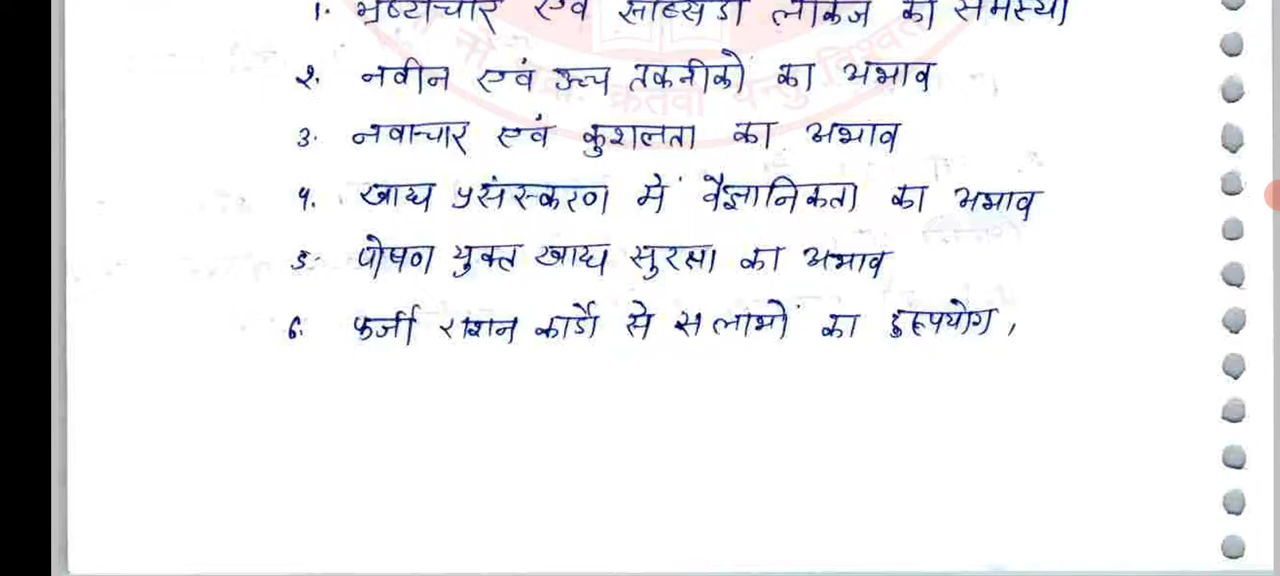 1. भ्रष्टाचार एवं सब्सिडी लीकेज की समस्या
2. नवीन एवं उच्च तकनीकों का अभाव
3. नवाचार एवं कुशलता का अभाव
4. खाद्य प्रसंस्करण में वैज्ञानिकता का अभाव
5. पोषण युक्त खाद्य सुरक्षा का अभाव
6. फर्जी राशन कार्डों से लाभों का दुरूपयोग,